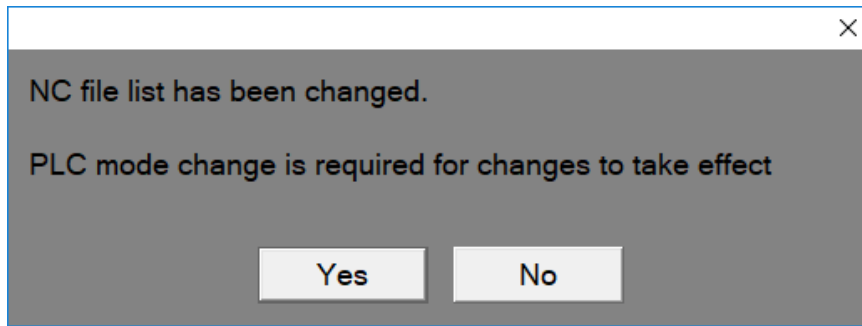 NC file list has been changed.
PLC mode change is required for changes to take effect
Yes No